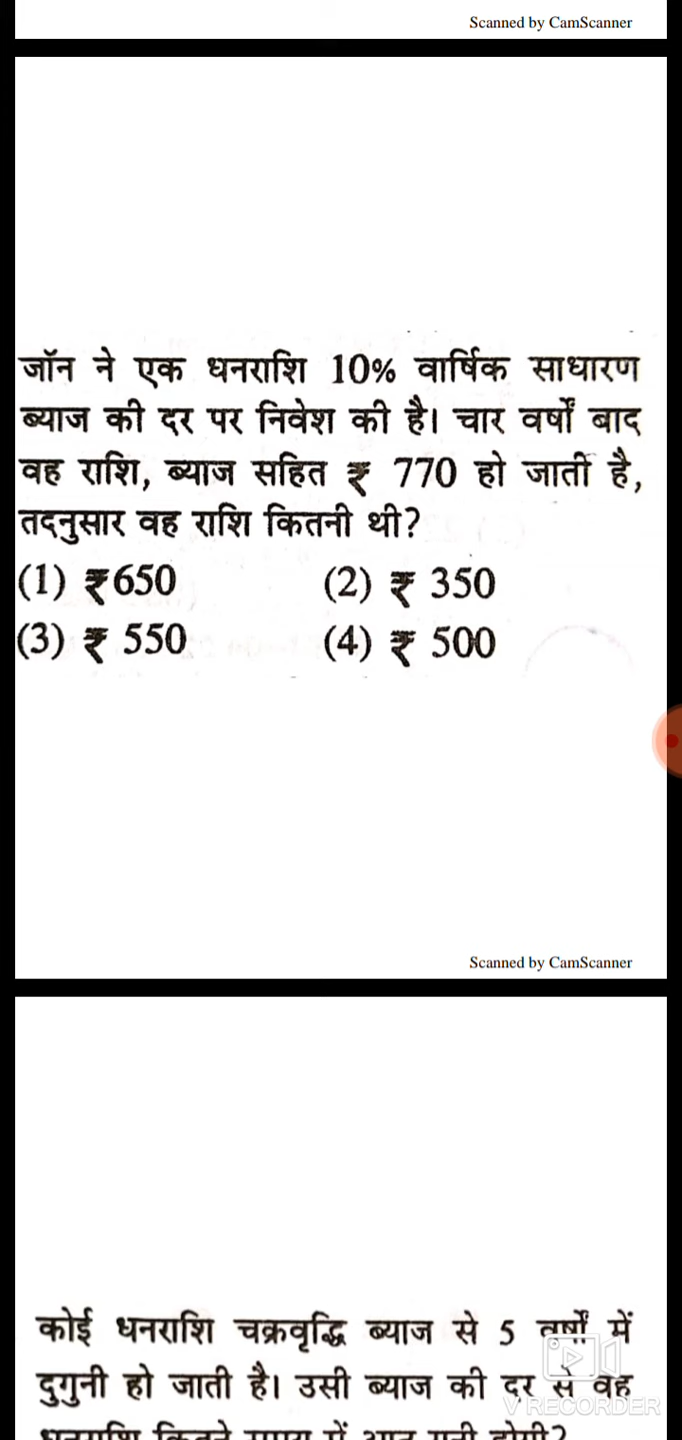 Scanned by CamScanner
जॉन ने एक धनराशि 10% वार्षिक साधारण
ब्याज की दर पर निवेश की है। चार वर्षों बाद
वह राशि, ब्याज सहित ₹ 770 हो जाती है,
तदनुसार वह राशि कितनी थी?
(1) ₹650 (2) ₹ 350
(3) ₹ 550 (4) ₹ 500
Scanned by CamScanner
कोई धनराशि चक्रवृद्धि ब्याज से 5 वर्षों में
दुगुनी हो जाती है। उसी ब्याज की दर से वह
V RECORDER